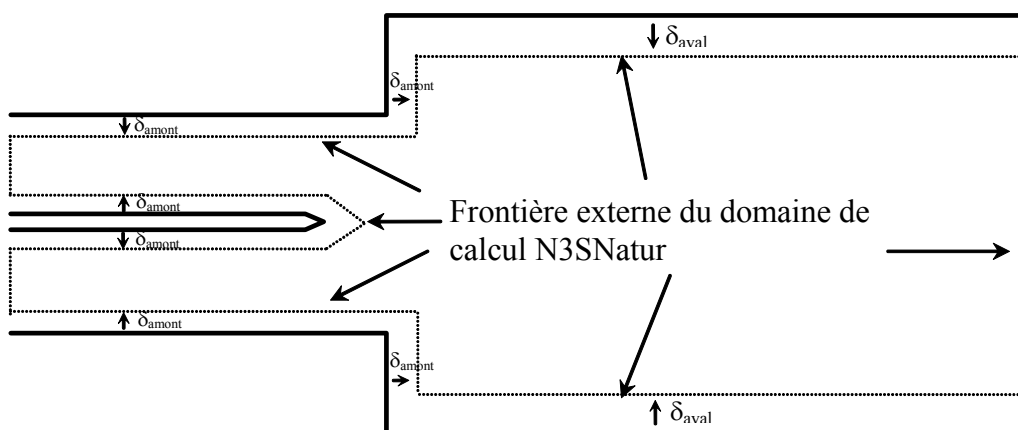 δaval
δamont
δamont
δamont
Frontière externe du domaine de
calcul N3SNatur
δamont
δamont
δamont
δaval